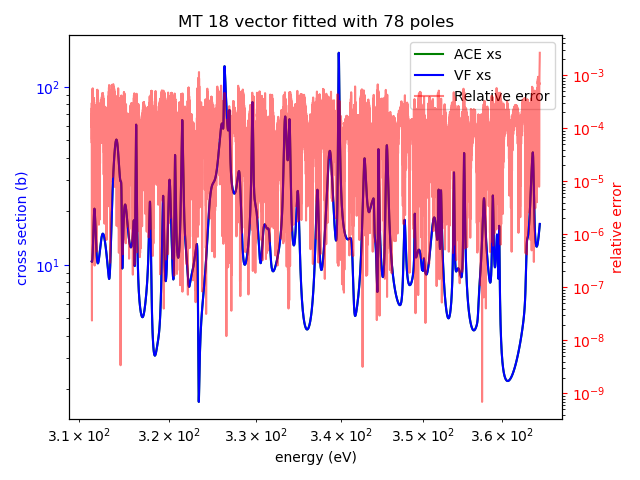 MT 18 vector fitted with 78 poles
ACE xs
VF xs
Relative error
cross section (b)
10²
10¹
relative error
10⁻³
10⁻⁴
10⁻⁵
10⁻⁶
10⁻⁷
10⁻⁸
10⁻⁹
3.1 × 10² 3.2 × 10² 3.3 × 10² 3.4 × 10² 3.5 × 10² 3.6 × 10²
energy (eV)